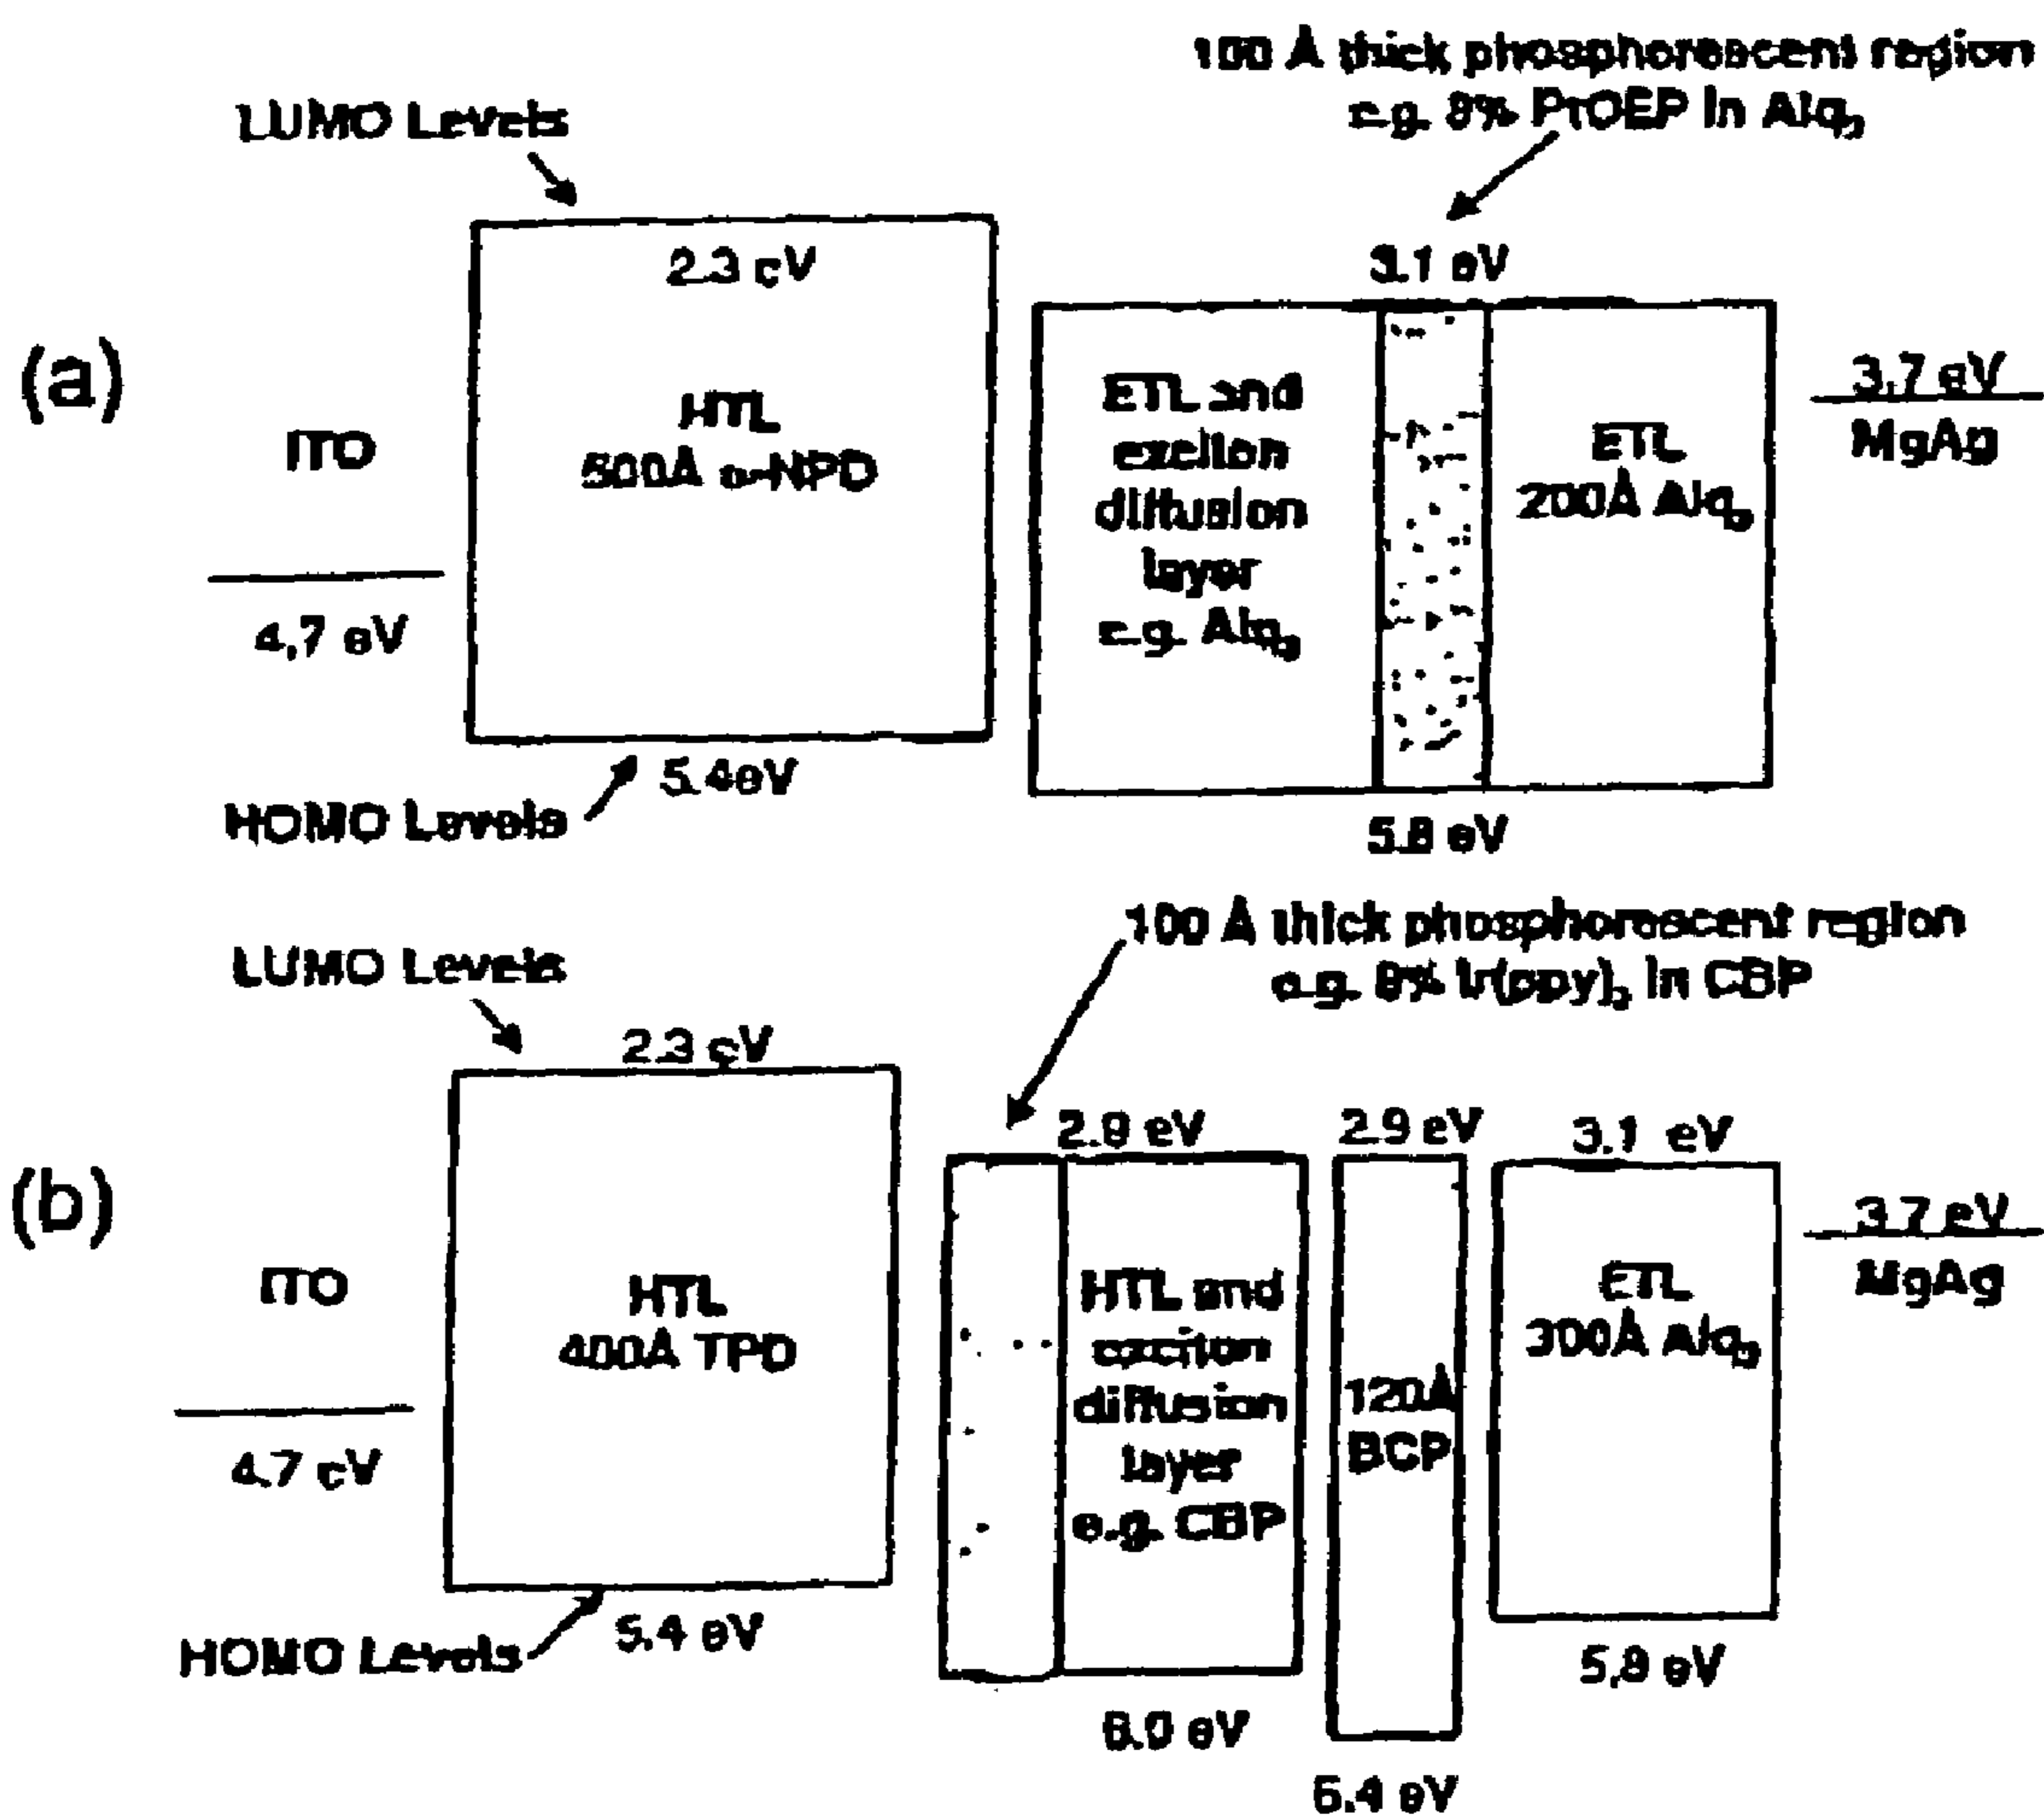 100 Å thick phosphorescent region
e.g. 8% PtOEP in Alq₃
LUMO Levels
2.3 eV
3.1 eV
(a)
ITO
HTL
α-NPD
ETL and
exciton
diffusion
layer
e.g. Alq₃
ETL
200Å Alq₃
3.7 eV
MgAg
4.7 eV
5.4eV
HOMO Levels
5.8 eV
100 Å thick phosphorescent region
e.g. 8% Ir(ppy)₃ in CBP
LUMO Levels
2.3 eV
2.9 eV
2.9 eV
3.1 eV
(b)
ITO
HTL
400Å TPD
HTL and
exciton
diffusion
layer
e.g. CBP
120Å
BCP
ETL
300Å Alq₃
3.7 eV
MgAg
4.7 eV
HOMO Levels
5.4 eV
6.0 eV
6.4 eV
5.8 eV